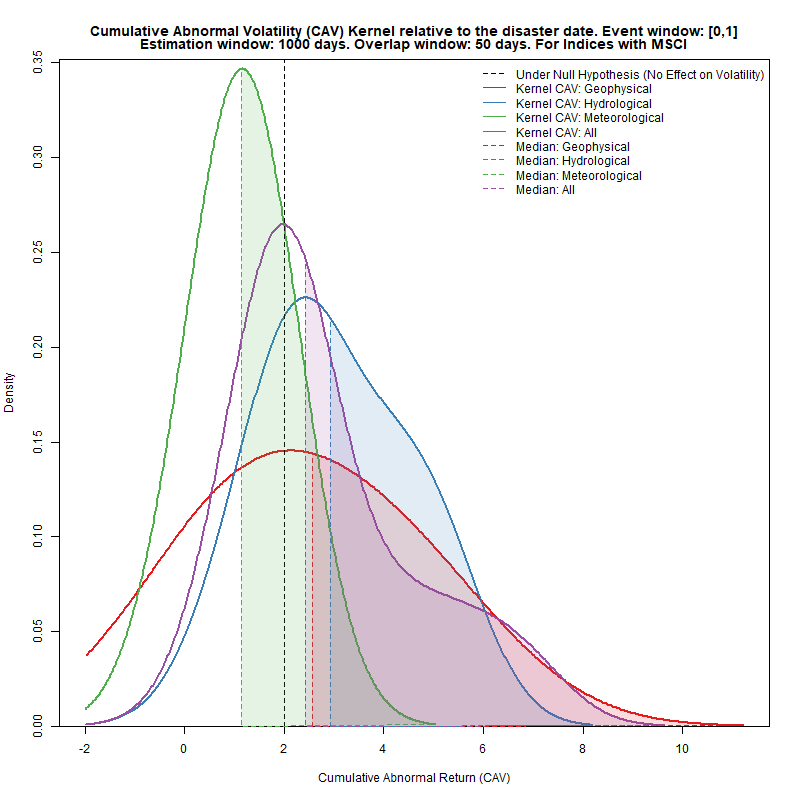 Cumulative Abnormal Volatility (CAV) Kernel relative to the disaster date. Event window: [0,1]
Estimation window: 1000 days. Overlap window: 50 days. For Indices with MSCI
Under Null Hypothesis (No Effect on Volatility)
Kernel CAV: Geophysical
Kernel CAV: Hydrological
Kernel CAV: Meteorological
Kernel CAV: All
Median: Geophysical
Median: Hydrological
Median: Meteorological
Median: All
Density
0.35
0.30
0.25
0.20
0.15
0.10
0.05
0.00
-2 0 2 4 6 8 10
Cumulative Abnormal Return (CAV)